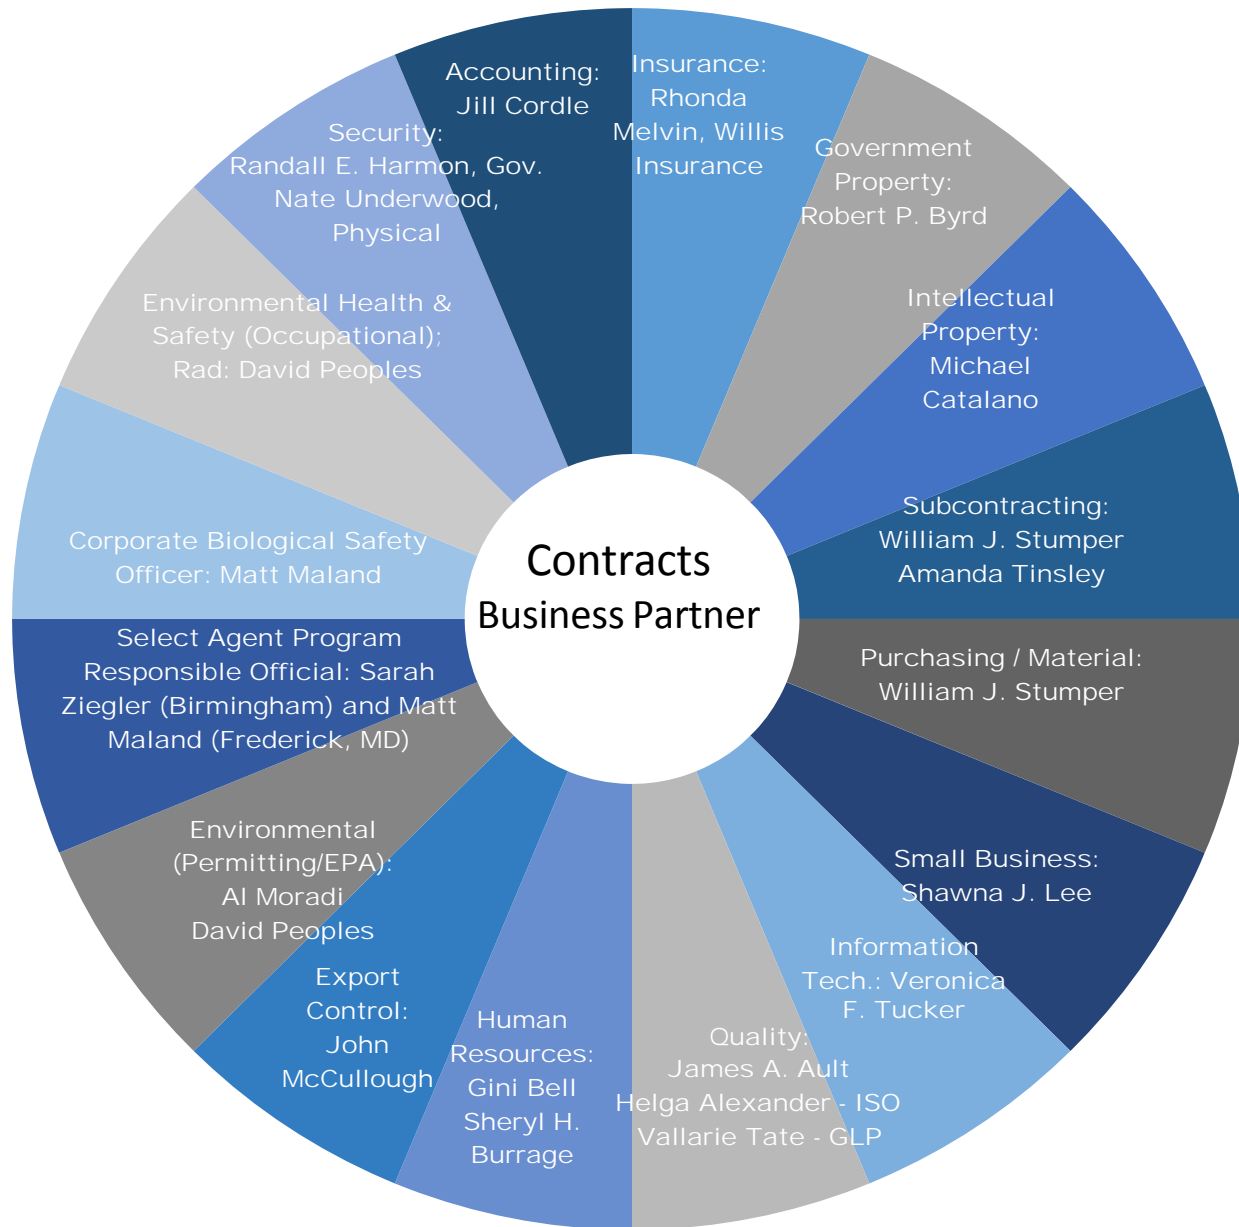 Accounting:
Jill Cordle
Insurance:
Rhonda
Melvin, Willis
Insurance
Government
Property:
Robert P. Byrd
Intellectual
Property:
Michael
Catalano
Subcontracting:
William J. Stumper
Amanda Tinsley
Purchasing / Material:
William J. Stumper
Small Business:
Shawna J. Lee
Information
Tech.: Veronica
F. Tucker
Quality:
James A. Ault
Helga Alexander - ISO
Vallarie Tate - GLP
Human
Resources:
Gini Bell
Sheryl H.
Burrage
Export
Control:
John
McCullough
Environmental
(Permitting/EPA):
Al Moradi
David Peoples
Select Agent Program
Responsible Official: Sarah
Ziegler (Birmingham) and Matt
Maland (Frederick, MD)
Corporate Biological Safety
Officer: Matt Maland
Environmental Health &
Safety (Occupational);
Rad: David Peoples
Security:
Randall E. Harmon, Gov.
Nate Underwood,
Physical
Contracts
Business Partner